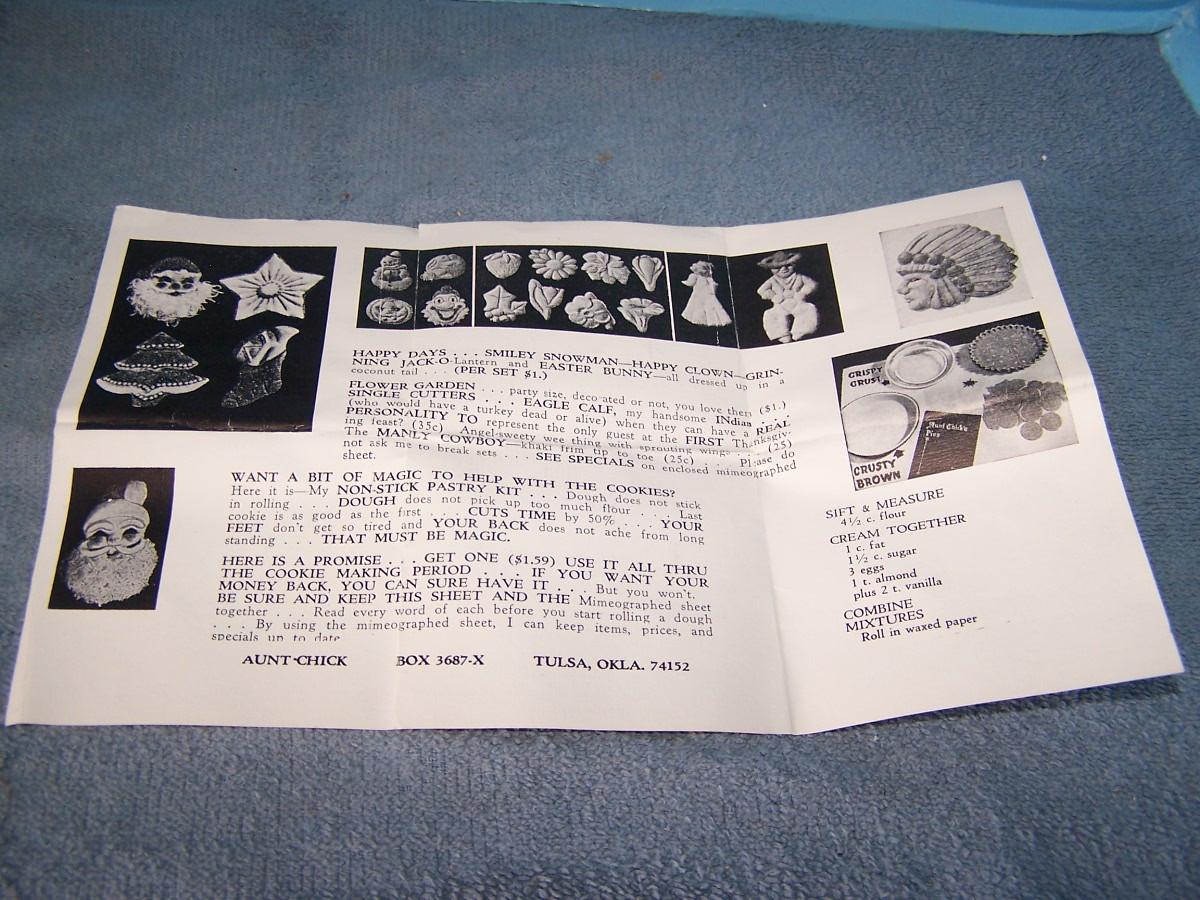 HAPPY DAYS . . . SMILEY SNOWMAN—HAPPY CLOWN—GRIN-
NING JACK-O-Lantern and EASTER BUNNY—all dressed up in a
coconut tail . . . (PER SET $1.)
FLOWER GARDEN . . . party size, decorated or not, you love them ($1.)
SINGLE CUTTERS . . . EAGLE CALF, my handsome INdian . . .
(who would have a turkey dead or alive) when they can have a REAL
PERSONALITY TO represent the only guest at the FIRST Thanksgiv-
ing feast? (35c) Angel-sweety wee thing with sprouting wings . . . (25)
The MANLY COWBOY—khaki frim tip to toe (25c) . . . Please do
not ask me to break sets . . . SEE SPECIALS on enclosed mimeographed
sheet.
WANT A BIT OF MAGIC TO HELP WITH THE COOKIES?
Here it is—My NON-STICK PASTRY KIT . . . Dough does not stick
in rolling . . . DOUGH does not pick up too much flour . . . Last
cookie is as good as the first . . . CUTS TIME by 50% . . . YOUR
FEET don't get so tired and YOUR BACK does not ache from long
standing . . . THAT MUST BE MAGIC.
HERE IS A PROMISE . . . GET ONE ($1.59) USE IT ALL THRU
THE COOKIE MAKING PERIOD . . . IF YOU WANT YOUR
MONEY BACK, YOU CAN SURE HAVE IT . . . But you won't.
BE SURE AND KEEP THIS SHEET AND THE Mimeographed sheet
together . . . Read every word of each before you start rolling a dough
. . . By using the mimeographed sheet, I can keep items, prices, and
specials up to date
AUNT CHICK BOX 3687-X TULSA, OKLA. 74152
CRISPY
CRUST
Aunt Chick's
Pies
CRUSTY
BROWN
SIFT & MEASURE
4½ c. flour
CREAM TOGETHER
1 c. fat
1½ c. sugar
3 eggs
1 t. almond
plus 2 t. vanilla
COMBINE
MIXTURES
Roll in waxed paper